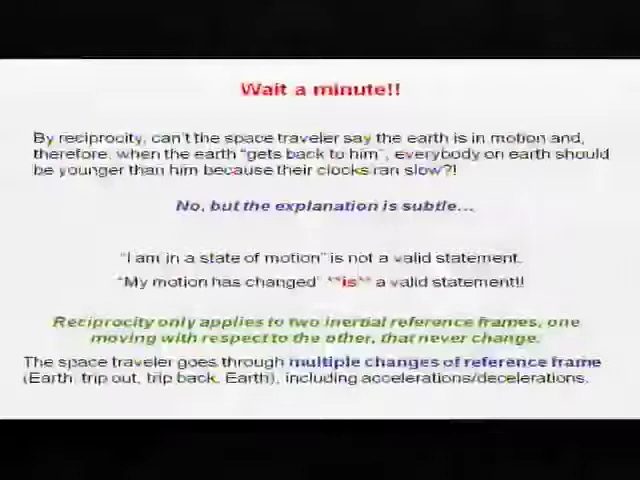 Wait a minute!!
By reciprocity, can't the space traveler say the earth is in motion and,
therefore, when the earth "gets back to him", everybody on earth should
be younger than him because their clocks ran slow?!
No, but the explanation is subtle...
"I am in a state of motion" is not a valid statement.
"My motion has changed" **is** a valid statement!!
Reciprocity only applies to two inertial reference frames, one
moving with respect to the other, that never change.
The space traveler goes through multiple changes of reference frame
(Earth, trip out, trip back, Earth), including accelerations/decelerations.